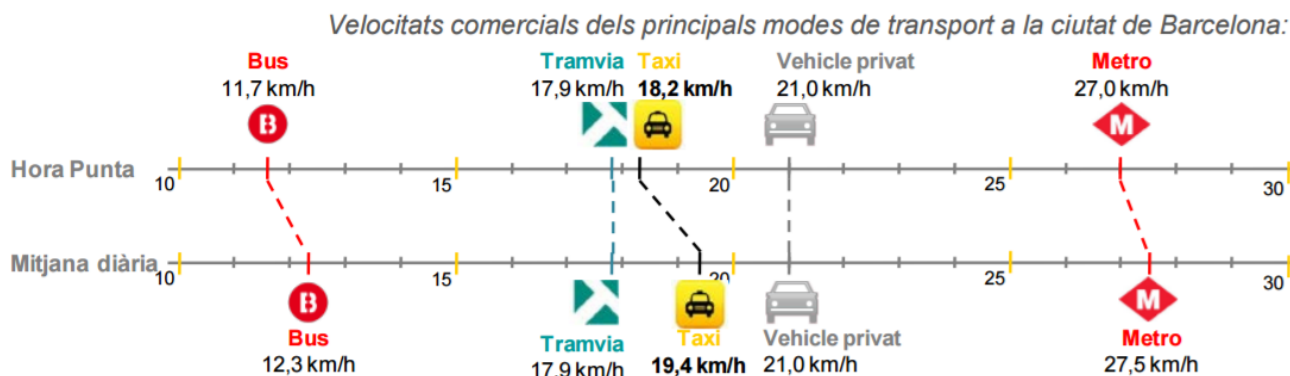 Velocitats comercials dels principals modes de transport a la ciutat de Barcelona:
Bus Tramvia Taxi Vehicle privat Metro
11,7 km/h 17,9 km/h 18,2 km/h 21,0 km/h 27,0 km/h
B M
Hora Punta 10 15 20 25 30
Mitjana diària 10 15 20 25 30
B M
Bus Tramvia Taxi Vehicle privat Metro
12,3 km/h 17,9 km/h 19,4 km/h 21,0 km/h 27,5 km/h